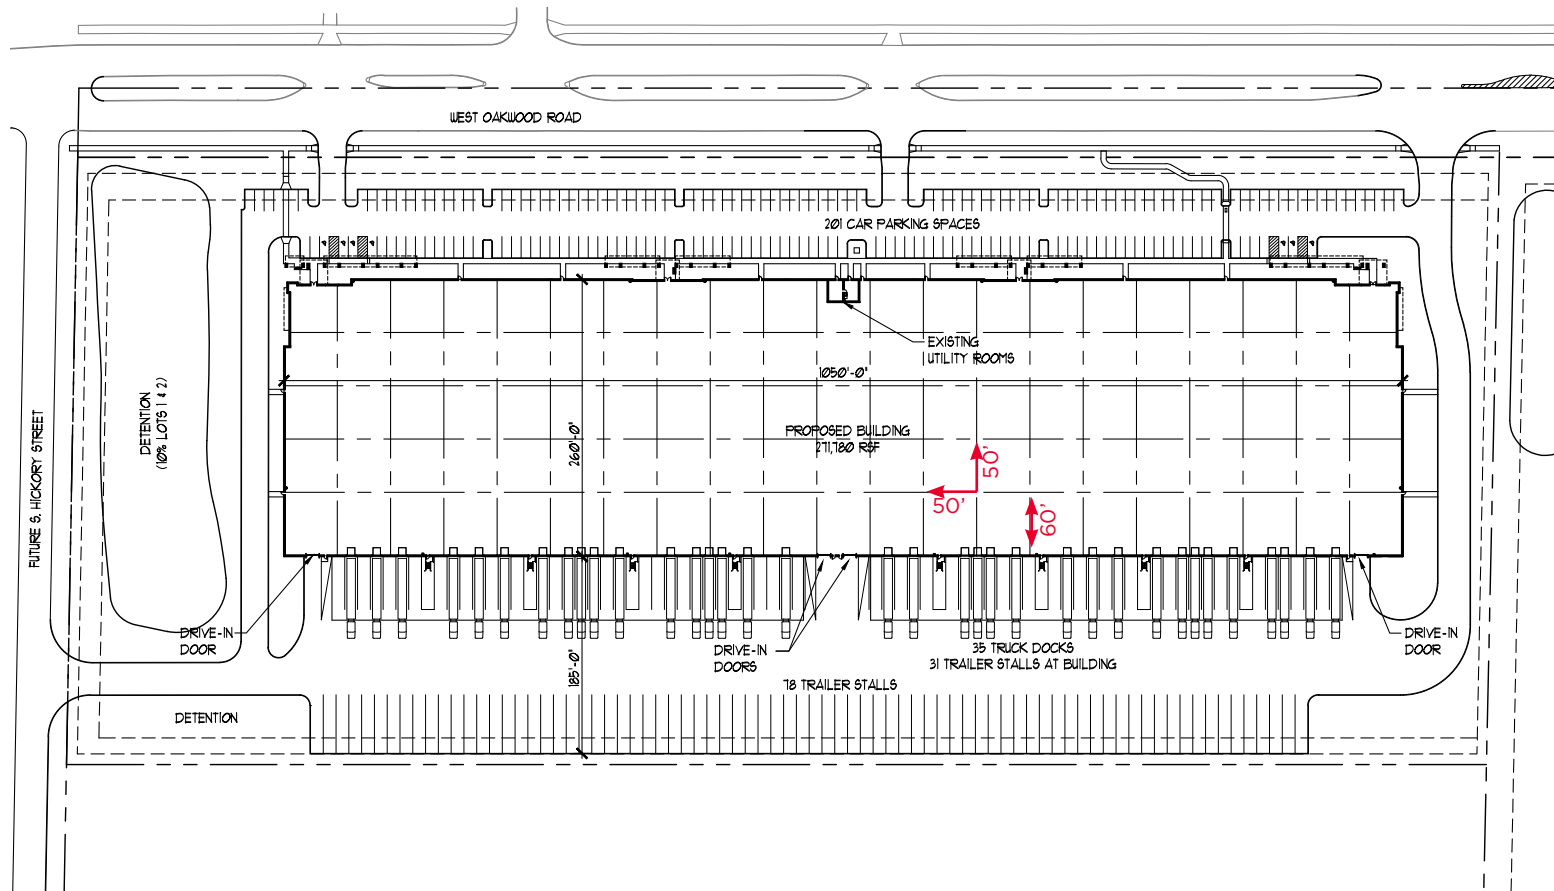 WEST OAKWOOD ROAD
201 CAR PARKING SPACES
EXISTING
UTILITY ROOMS
1050'-0"
DETENTION
(10% LOTS 1 & 2)
FUTURE S. HICKORY STREET
260'-0"
PROPOSED BUILDING
271,780 RSF
50'
50'
60'
DRIVE-IN
DOOR
DRIVE-IN
DOORS
35 TRUCK DOCKS
31 TRAILER STALLS AT BUILDING
DRIVE-IN
DOOR
185'-0"
78 TRAILER STALLS
DETENTION